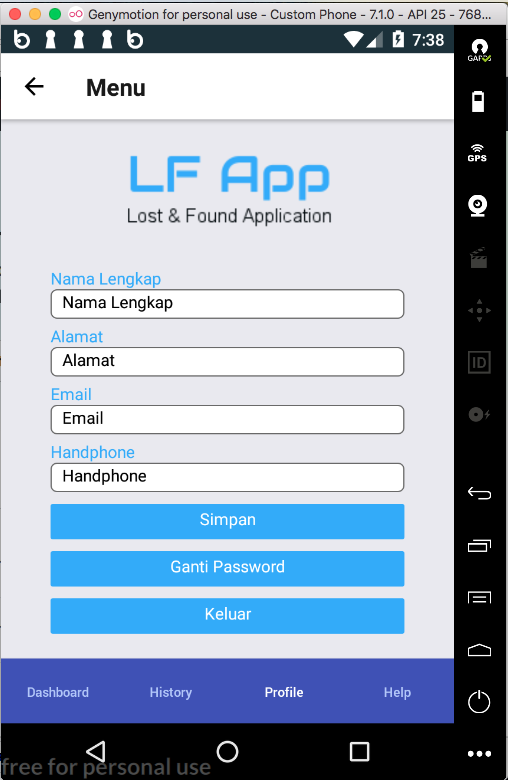 Genymotion for personal use - Custom Phone - 7.1.0 - API 25 - 768...
7:38
GAPPS
Menu
GPS
LF App
Lost & Found Application
Nama Lengkap
Nama Lengkap
Alamat
Alamat
ID
Email
Email
Handphone
Handphone
Simpan
Ganti Password
Keluar
Dashboard History Profile Help
free for personal use